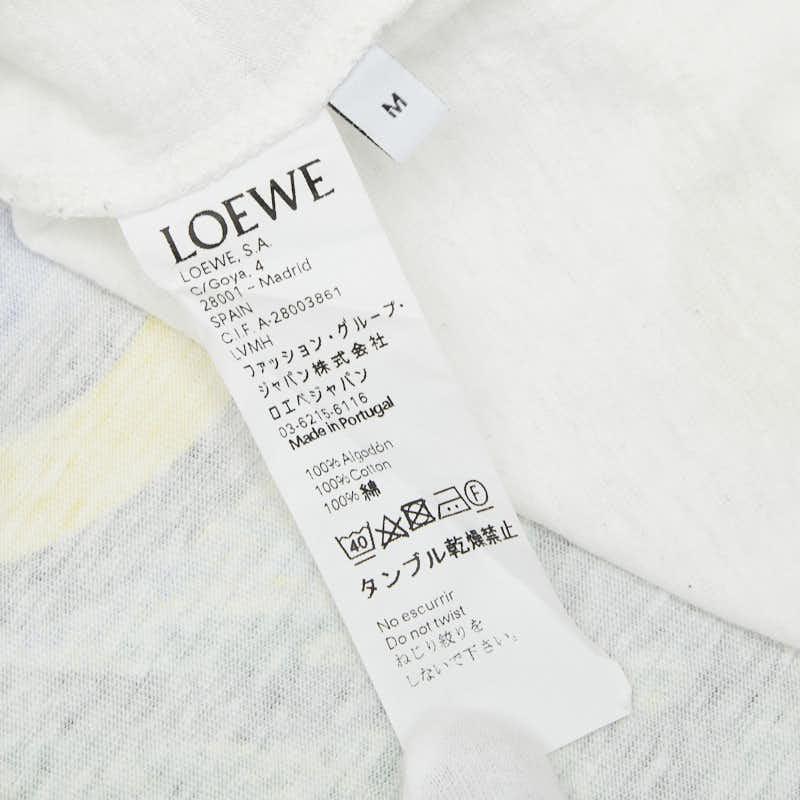 M
LOEWE
LOEWE, S.A.
C/Goya, 4
28001 - Madrid
SPAIN
C.I.F. A-28003861
LVMH
ファッション・グループ・
ジャパン株式会社
ロエベジャパン
03-6215-6116
Made in Portugal
100% Algodón
100% Cotton
100% 綿
40 F
タンブル乾燥禁止
No escurrir
Do not twist
ねじり絞りを
しないで下さい。